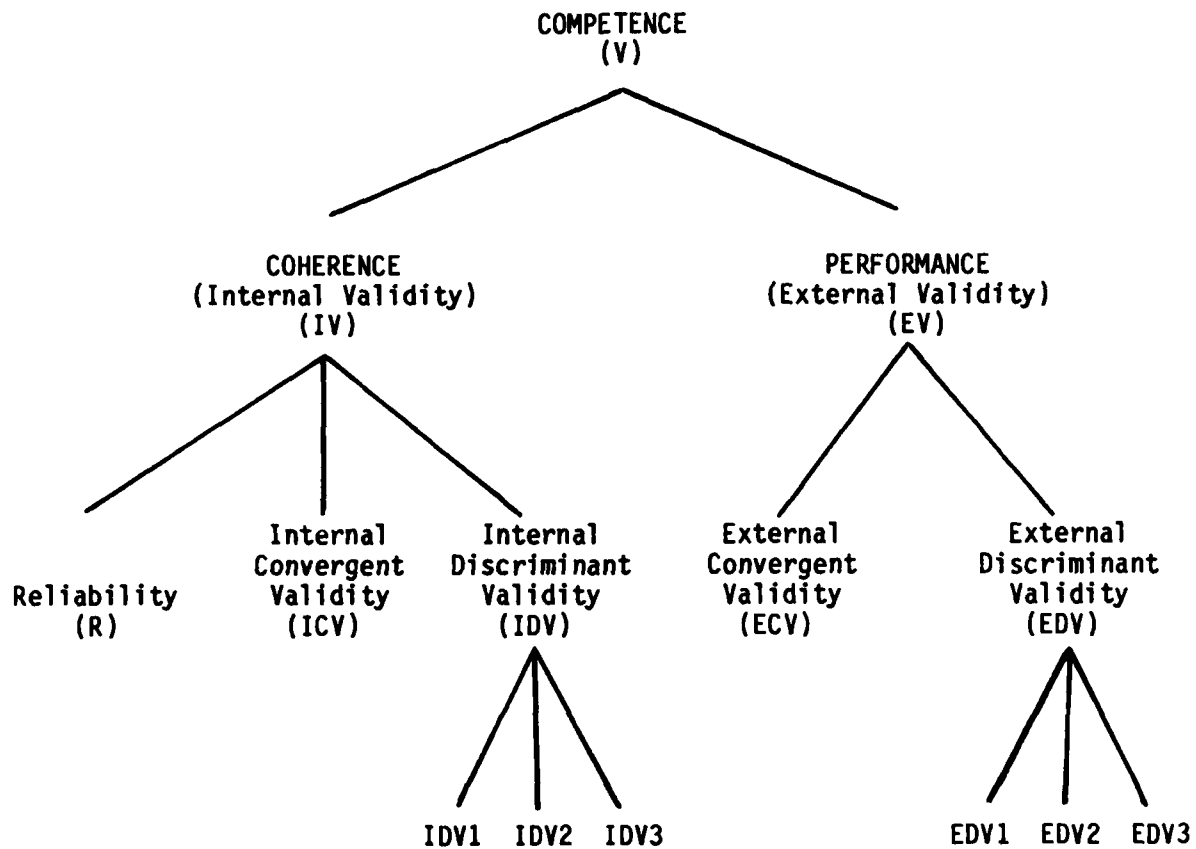 COMPETENCE
(V)
COHERENCE
(Internal Validity)
(IV)
PERFORMANCE
(External Validity)
(EV)
Reliability
(R)
Internal
Convergent
Validity
(ICV)
Internal
Discriminant
Validity
(IDV)
External
Convergent
Validity
(ECV)
External
Discriminant
Validity
(EDV)
IDV1 IDV2 IDV3
EDV1 EDV2 EDV3